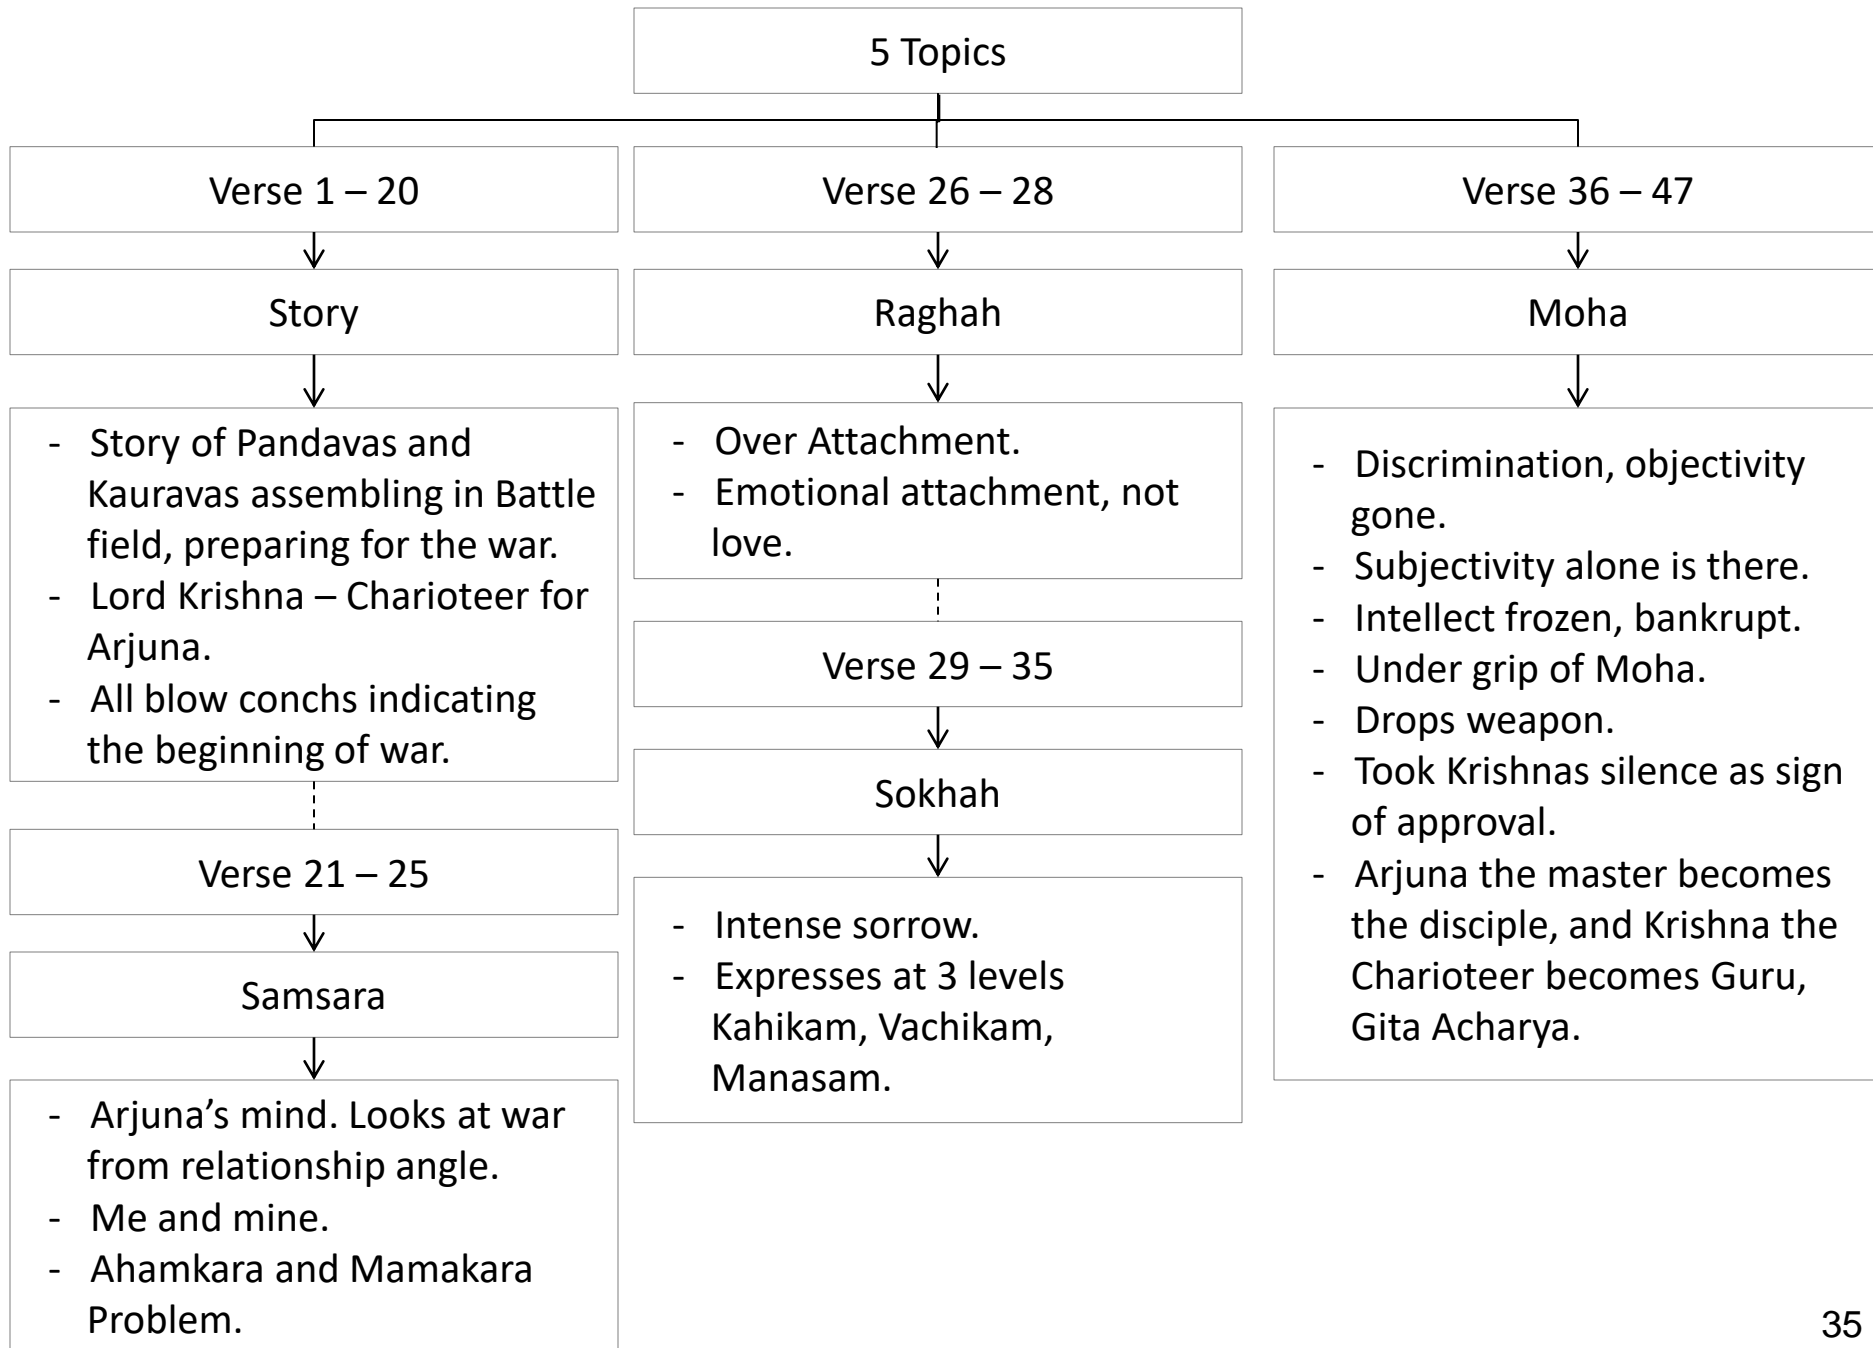 5 Topics
Verse 1 – 20
Story
- Story of Pandavas and
Kauravas assembling in Battle
field, preparing for the war.
- Lord Krishna – Charioteer for
Arjuna.
- All blow conchs indicating
the beginning of war.
Verse 21 – 25
Samsara
- Arjuna’s mind. Looks at war
from relationship angle.
- Me and mine.
- Ahamkara and Mamakara
Problem.
Verse 26 – 28
Raghah
- Over Attachment.
- Emotional attachment, not
love.
Verse 29 – 35
Sokhah
- Intense sorrow.
- Expresses at 3 levels
Kahikam, Vachikam,
Manasam.
Verse 36 – 47
Moha
- Discrimination, objectivity
gone.
- Subjectivity alone is there.
- Intellect frozen, bankrupt.
- Under grip of Moha.
- Drops weapon.
- Took Krishnas silence as sign
of approval.
- Arjuna the master becomes
the disciple, and Krishna the
Charioteer becomes Guru,
Gita Acharya.
35